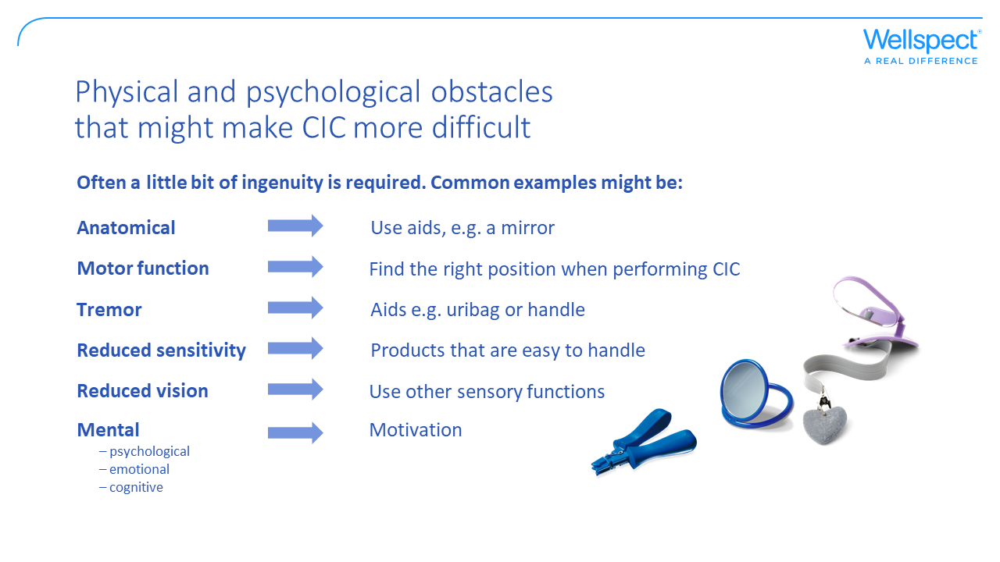 Wellspect®
A REAL DIFFERENCE
Physical and psychological obstacles
that might make CIC more difficult
Often a little bit of ingenuity is required. Common examples might be:
Anatomical Use aids, e.g. a mirror
Motor function Find the right position when performing CIC
Tremor Aids e.g. uribag or handle
Reduced sensitivity Products that are easy to handle
Reduced vision Use other sensory functions
Mental Motivation
– psychological
– emotional
– cognitive